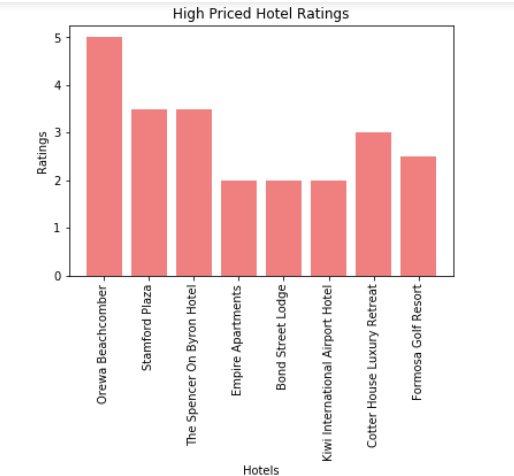 High Priced Hotel Ratings
Ratings
5
4
3
2
1
0
Orewa Beachcomber
Stamford Plaza
The Spencer On Byron Hotel
Empire Apartments
Bond Street Lodge
Kiwi International Airport Hotel
Cotter House Luxury Retreat
Formosa Golf Resort
Hotels